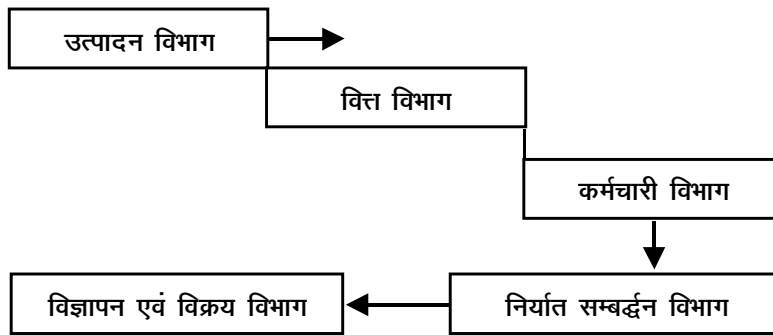 उत्पादन विभाग
वित्त विभाग
कर्मचारी विभाग
विज्ञापन एवं विक्रय विभाग
निर्यात सम्बर्द्धन विभाग